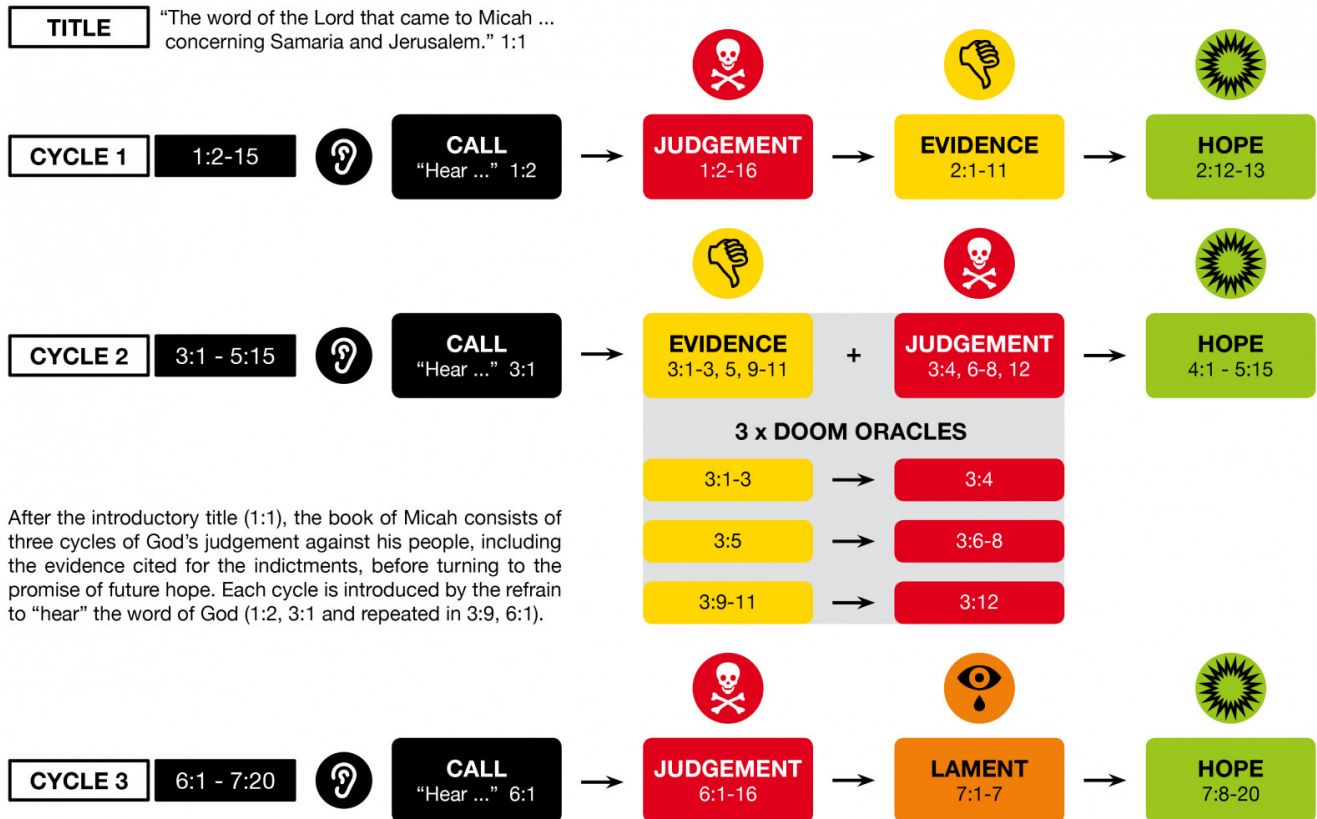 TITLE
“The word of the Lord that came to Micah ...
concerning Samaria and Jerusalem.” 1:1
CYCLE 1
1:2-15
CALL
“Hear ...” 1:2
JUDGEMENT
1:2-16
EVIDENCE
2:1-11
HOPE
2:12-13
CYCLE 2
3:1 - 5:15
CALL
“Hear ...” 3:1
EVIDENCE
3:1-3, 5, 9-11
+
JUDGEMENT
3:4, 6-8, 12
HOPE
4:1 - 5:15
3 x DOOM ORACLES
3:1-3
3:4
3:5
3:6-8
3:9-11
3:12
After the introductory title (1:1), the book of Micah consists of
three cycles of God’s judgement against his people, including
the evidence cited for the indictments, before turning to the
promise of future hope. Each cycle is introduced by the refrain
to “hear” the word of God (1:2, 3:1 and repeated in 3:9, 6:1).
CYCLE 3
6:1 - 7:20
CALL
“Hear ...” 6:1
JUDGEMENT
6:1-16
LAMENT
7:1-7
HOPE
7:8-20